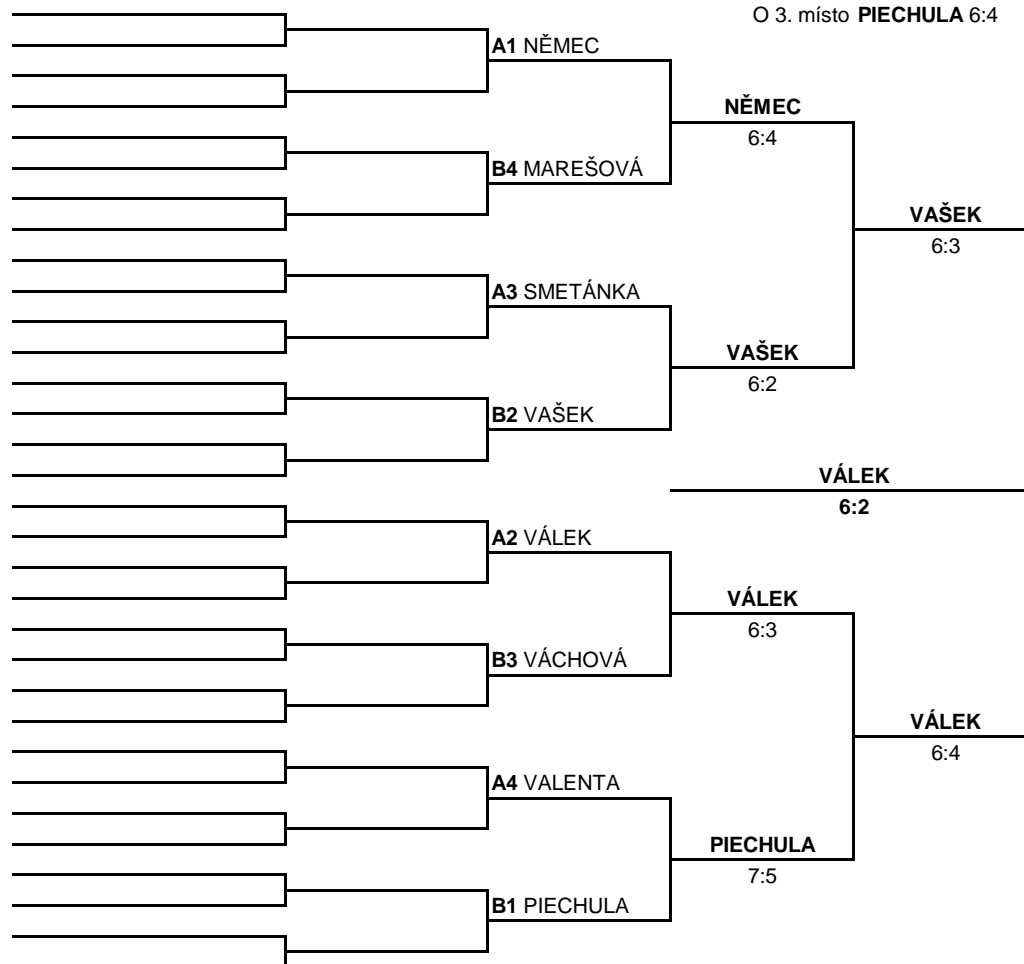 O 3. místo PIECHULA 6:4
A1 NĚMEC
NĚMEC
6:4
B4 MAREŠOVÁ
VAŠEK
6:3
A3 SMETÁNKA
VAŠEK
6:2
B2 VAŠEK
VÁLEK
6:2
A2 VÁLEK
VÁLEK
6:3
B3 VÁCHOVÁ
VÁLEK
6:4
A4 VALENTA
PIECHULA
7:5
B1 PIECHULA